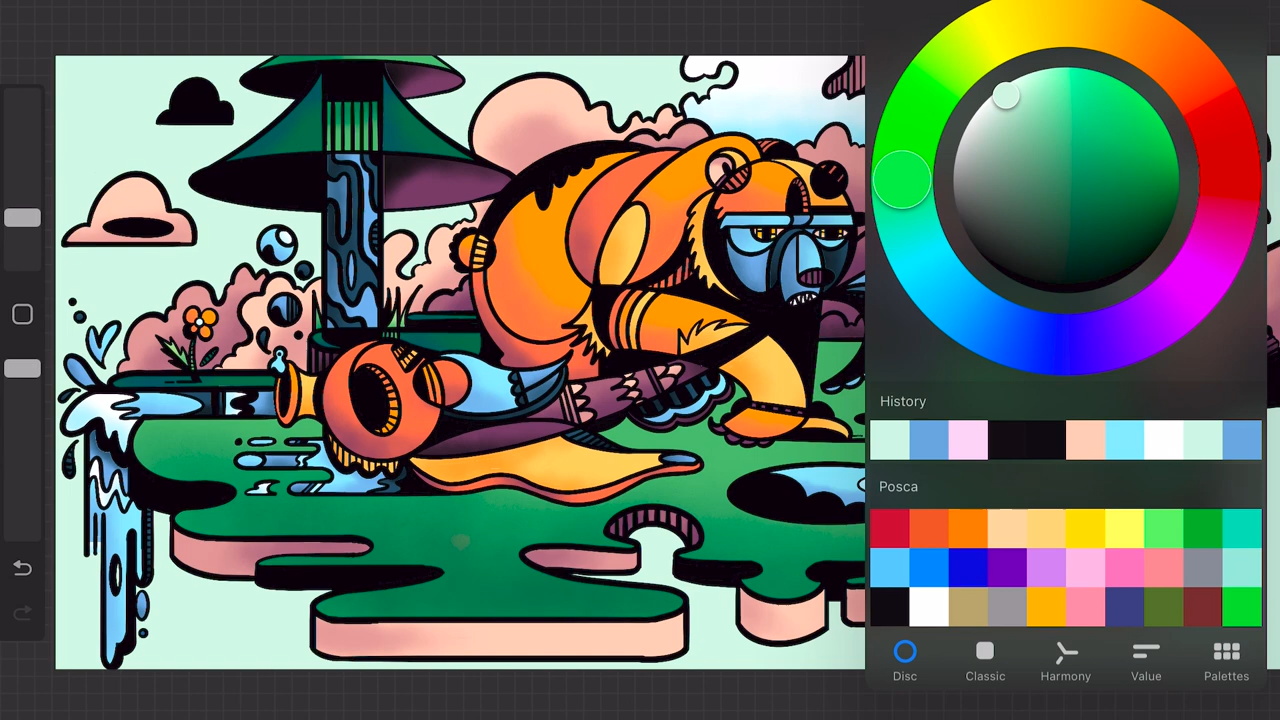 History
Posca
Disc
Classic
Harmony
Value
Palettes